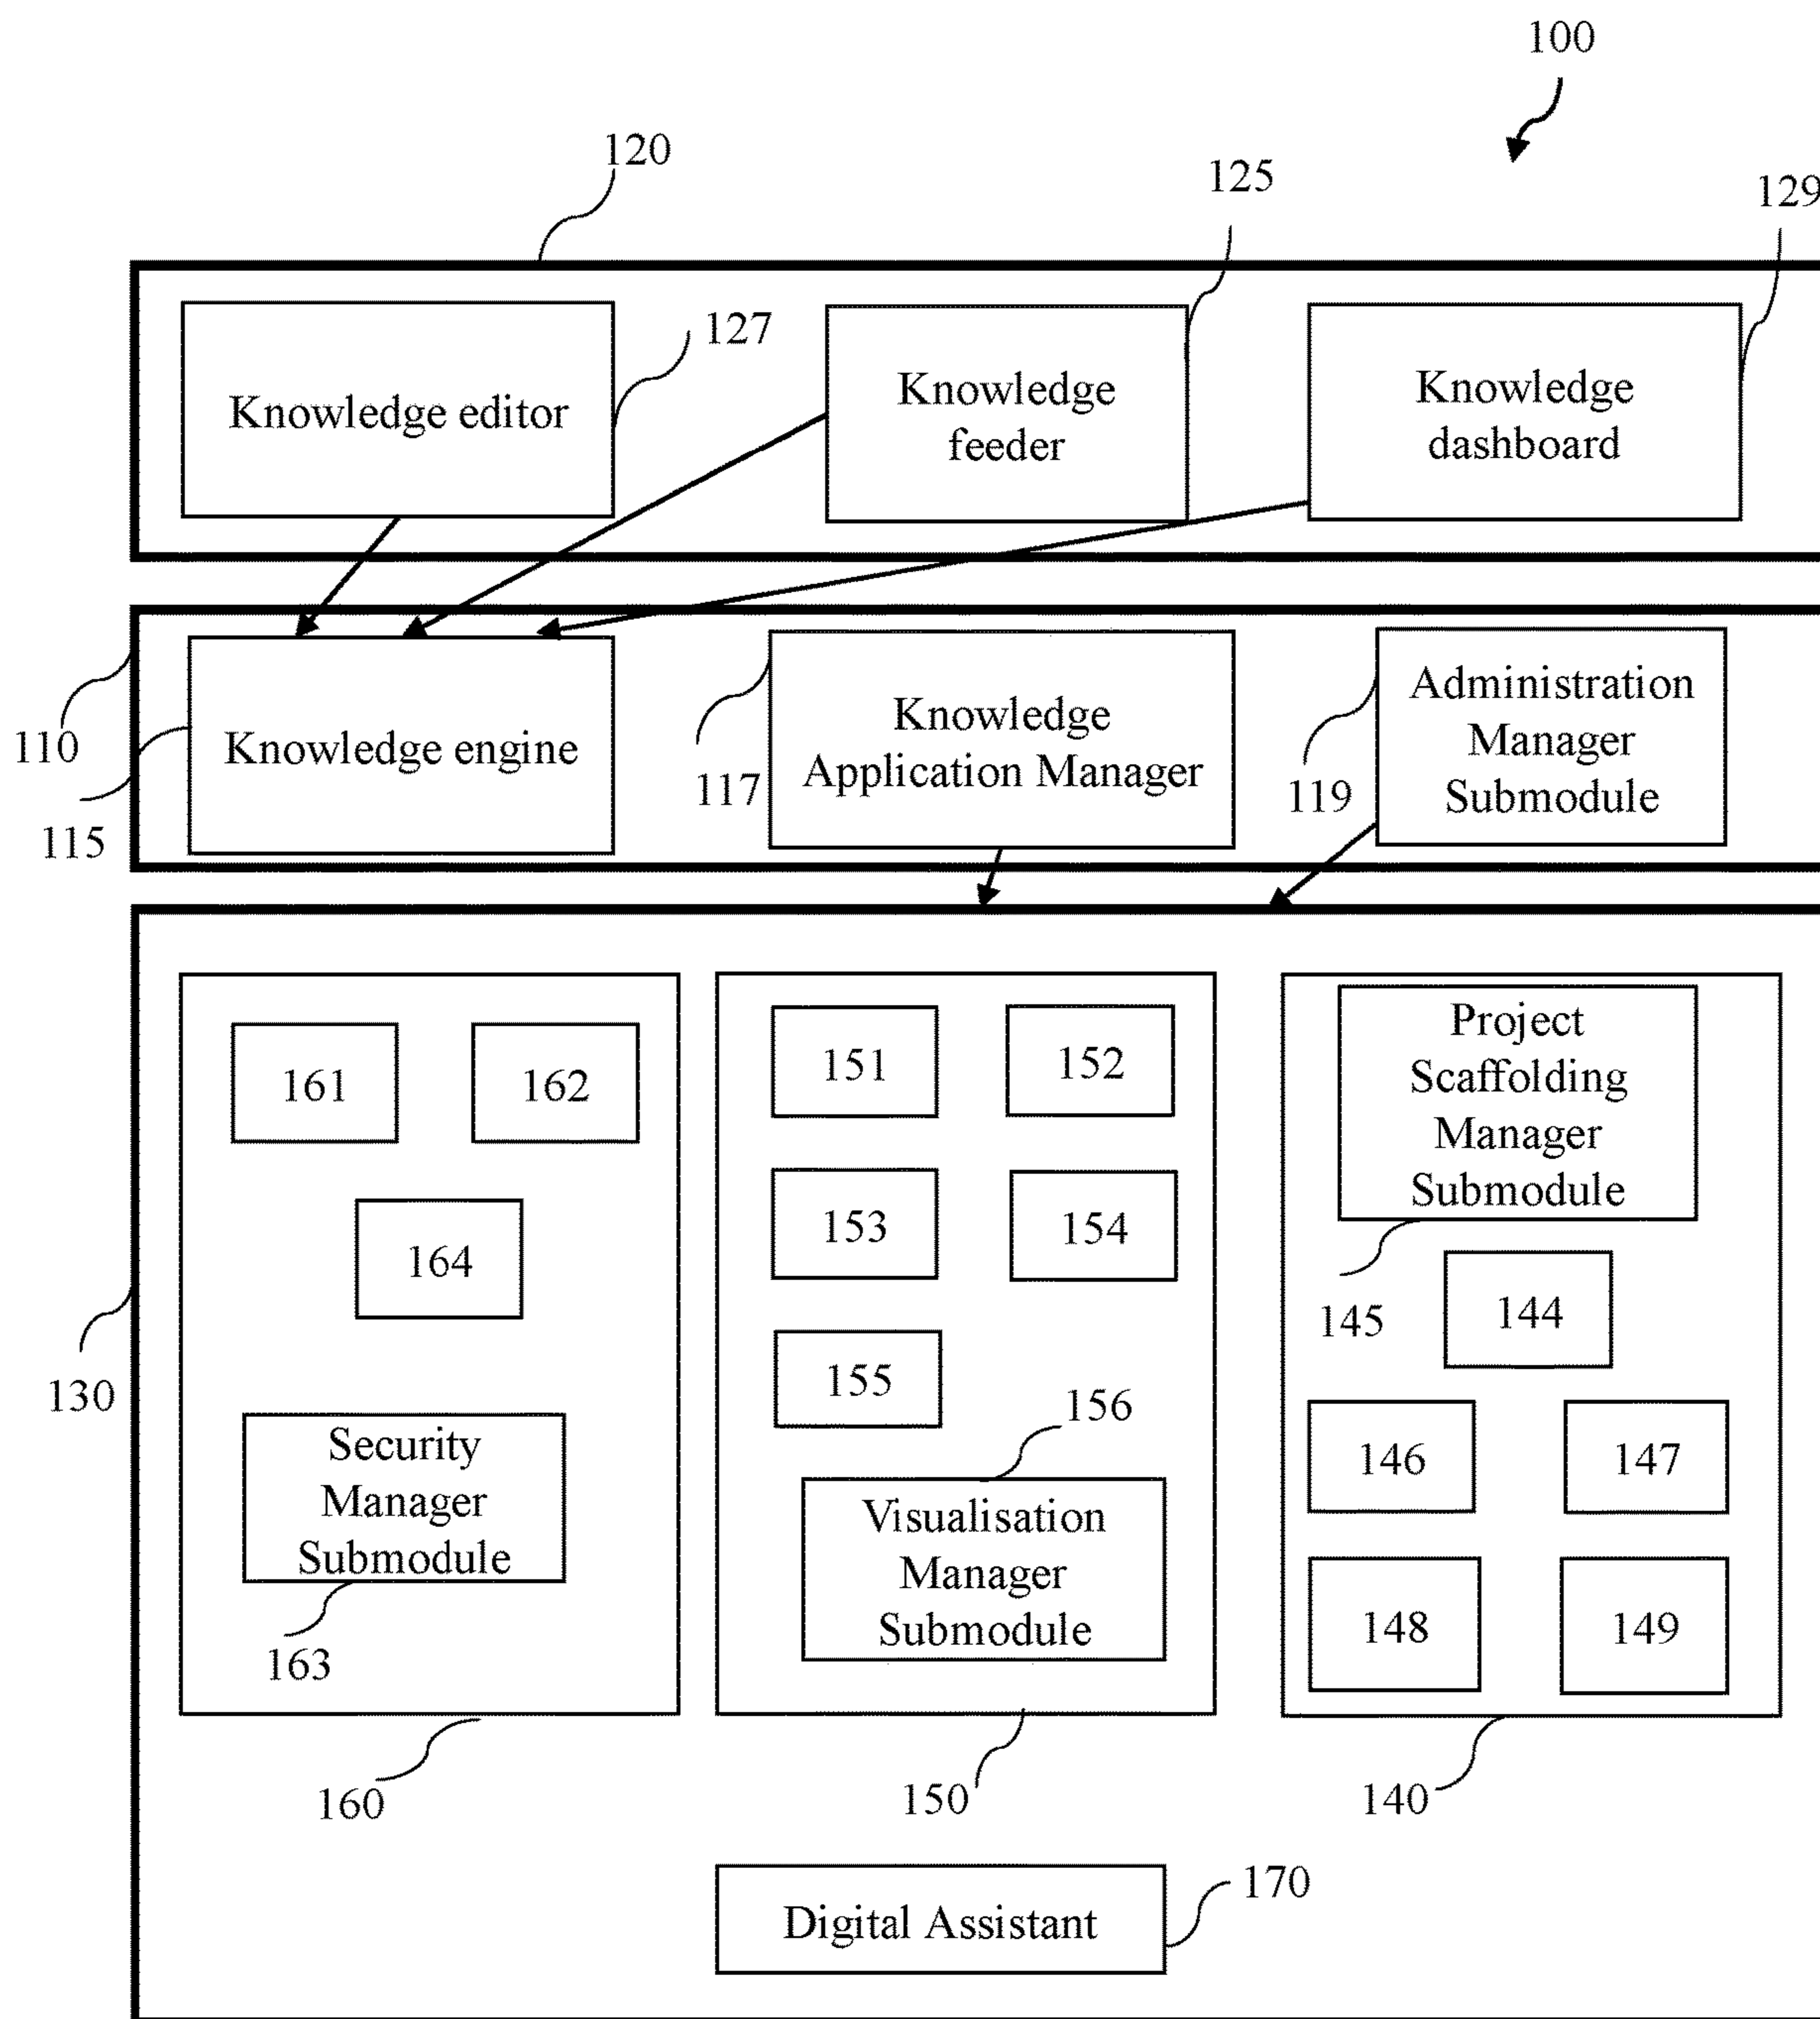 100
120
125
129
127
Knowledge editor
Knowledge
feeder
Knowledge
dashboard
110
115
Knowledge engine
117
Knowledge
Application Manager
119
Administration
Manager
Submodule
130
161
162
164
Security
Manager
Submodule
163
160
151
152
153
154
155
156
Visualisation
Manager
Submodule
150
Project
Scaffolding
Manager
Submodule
145
144
146
147
148
149
140
Digital Assistant
170